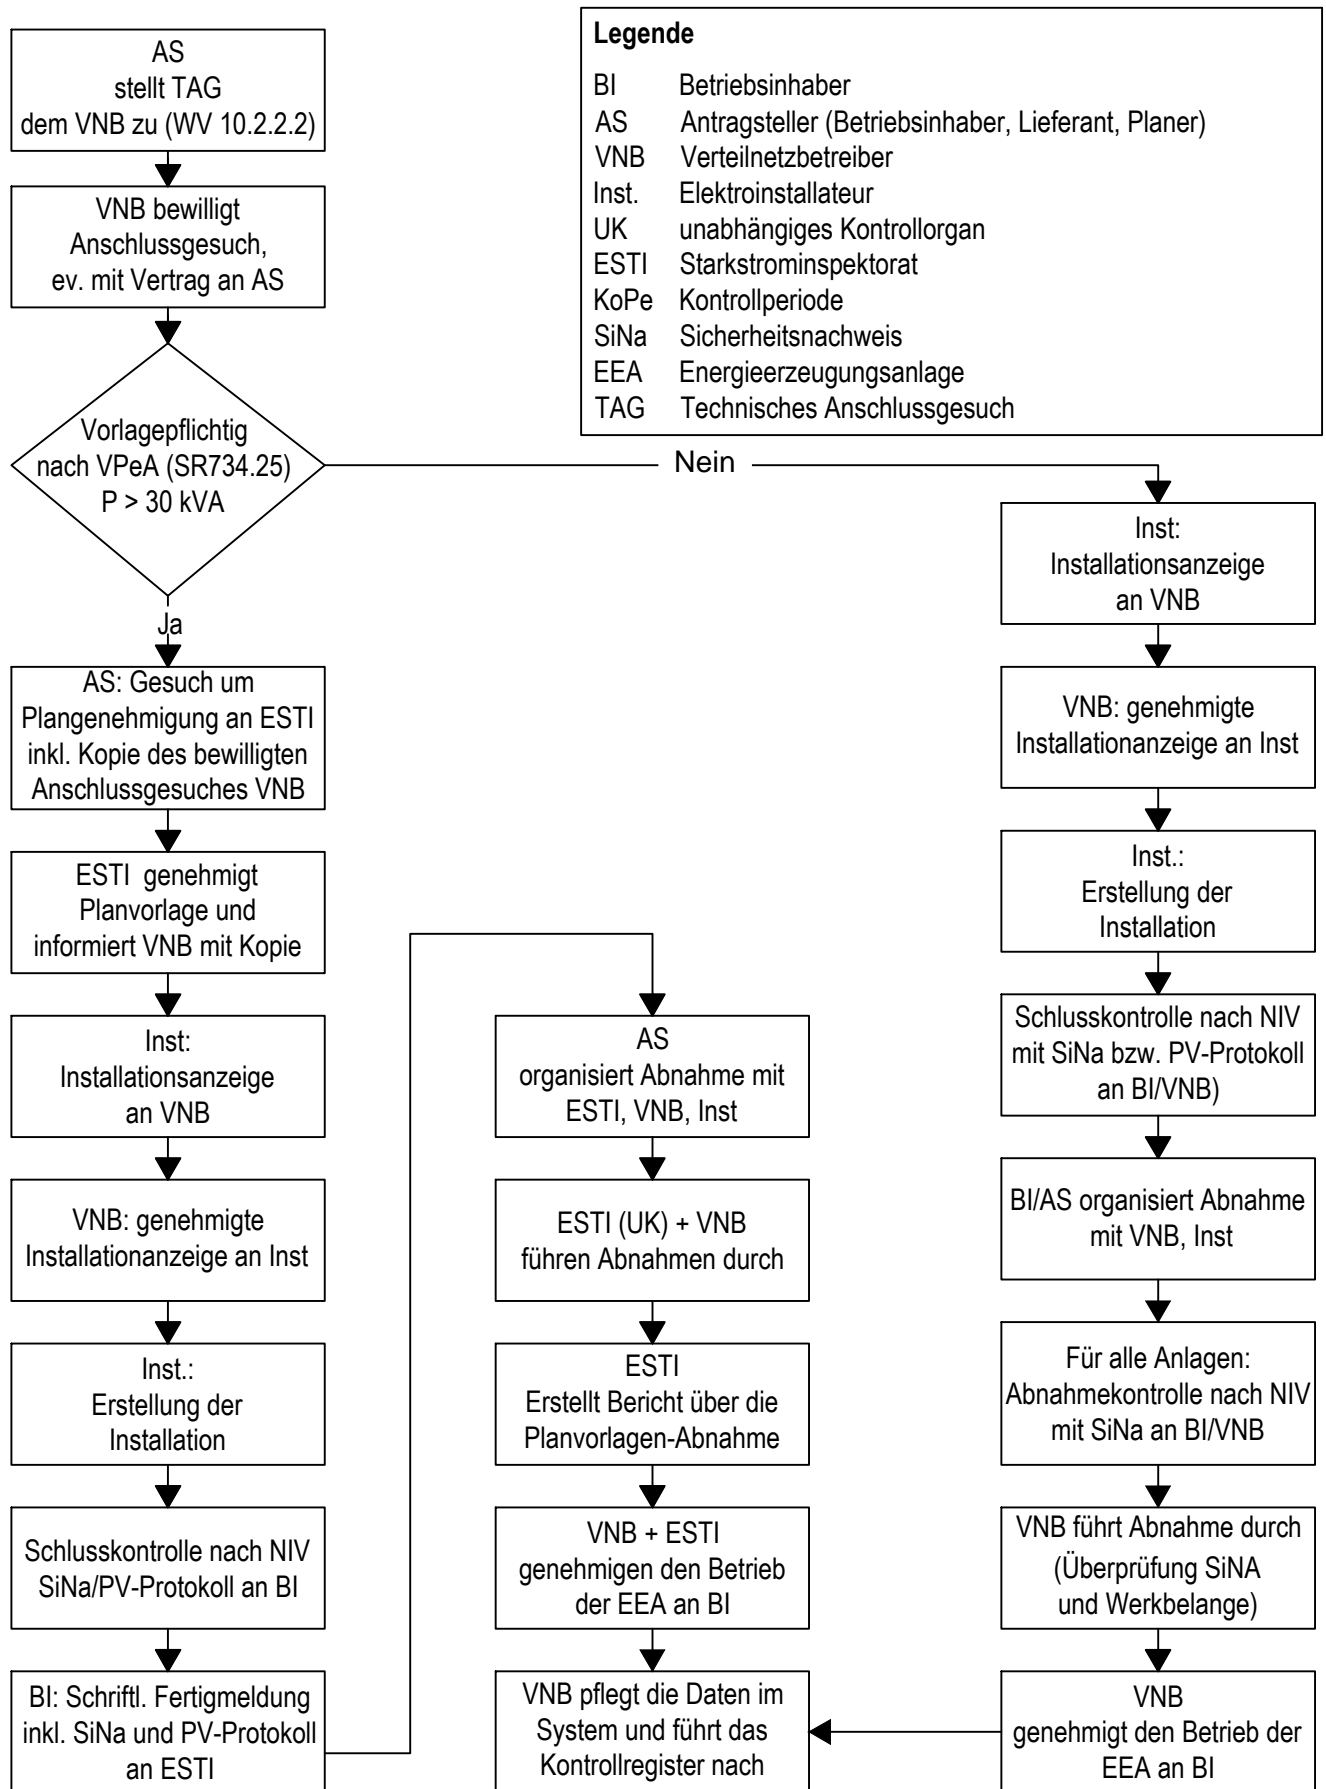 AS
stellt TAG
dem VNB zu (WV 10.2.2.2)
VNB bewilligt
Anschlussgesuch,
ev. mit Vertrag an AS
Vorlagepflichtig
nach VPeA (SR734.25)
P > 30 kVA
Legende
BI Betriebsinhaber
AS Antragsteller (Betriebsinhaber, Lieferant, Planer)
VNB Verteilnetzbetreiber
Inst. Elektroinstallateur
UK unabhängiges Kontrollorgan
ESTI Starkstrominspektorat
KoPe Kontrollperiode
SiNa Sicherheitsnachweis
EEA Energieerzeugungsanlage
TAG Technisches Anschlussgesuch
Nein
Ja
AS: Gesuch um
Plangenehmigung an ESTI
inkl. Kopie des bewilligten
Anschlussgesuches VNB
ESTI genehmigt
Planvorlage und
informiert VNB mit Kopie
Inst:
Installationsanzeige
an VNB
VNB: genehmigte
Installationanzeige an Inst
Inst.:
Erstellung der
Installation
Schlusskontrolle nach NIV
SiNa/PV-Protokoll an BI
BI: Schriftl. Fertigmeldung
inkl. SiNa und PV-Protokoll
an ESTI
AS
organisiert Abnahme mit
ESTI, VNB, Inst
ESTI (UK) + VNB
führen Abnahmen durch
ESTI
Erstellt Bericht über die
Planvorlagen-Abnahme
VNB + ESTI
genehmigen den Betrieb
der EEA an BI
VNB pflegt die Daten im
System und führt das
Kontrollregister nach
Inst:
Installationsanzeige
an VNB
VNB: genehmigte
Installationanzeige an Inst
Inst.:
Erstellung der
Installation
Schlusskontrolle nach NIV
mit SiNa bzw. PV-Protokoll
an BI/VNB)
BI/AS organisiert Abnahme
mit VNB, Inst
Für alle Anlagen:
Abnahmekontrolle nach NIV
mit SiNa an BI/VNB
VNB führt Abnahme durch
(Überprüfung SiNA
und Werkbelange)
VNB
genehmigt den Betrieb der
EEA an BI